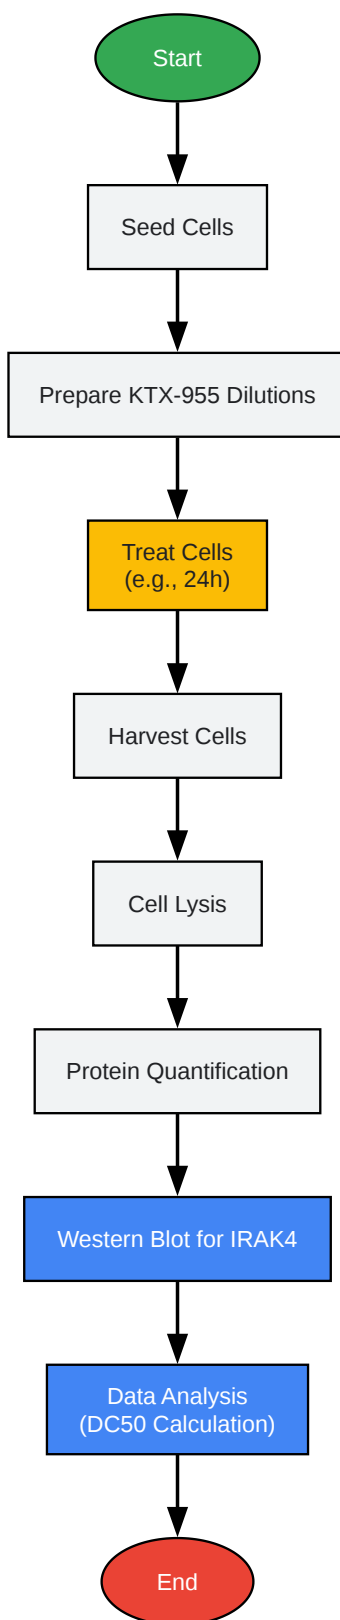 Start
Seed Cells
Prepare KTX-955 Dilutions
Treat Cells
(e.g., 24h)
Harvest Cells
Cell Lysis
Protein Quantification
Western Blot for IRAK4
Data Analysis
(DC50 Calculation)
End